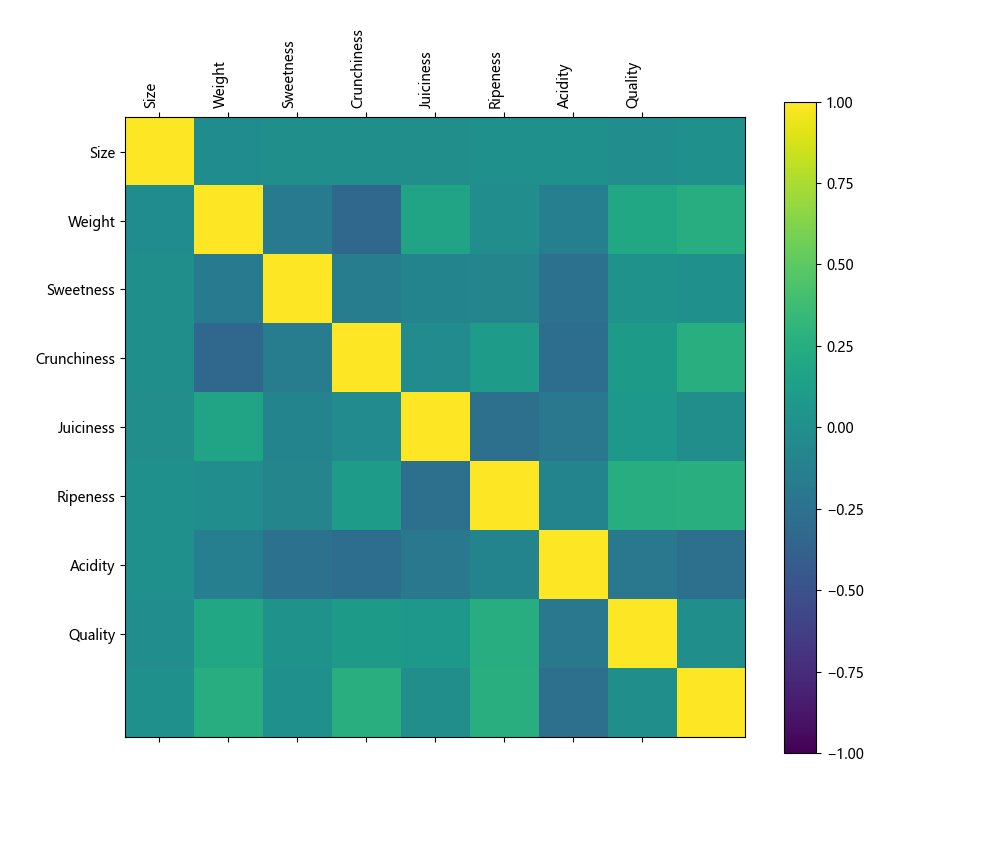 Size
Weight
Sweetness
Crunchiness
Juiciness
Ripeness
Acidity
Quality
Size
Weight
Sweetness
Crunchiness
Juiciness
Ripeness
Acidity
Quality
1.00
0.75
0.50
0.25
0.00
−0.25
−0.50
−0.75
−1.00